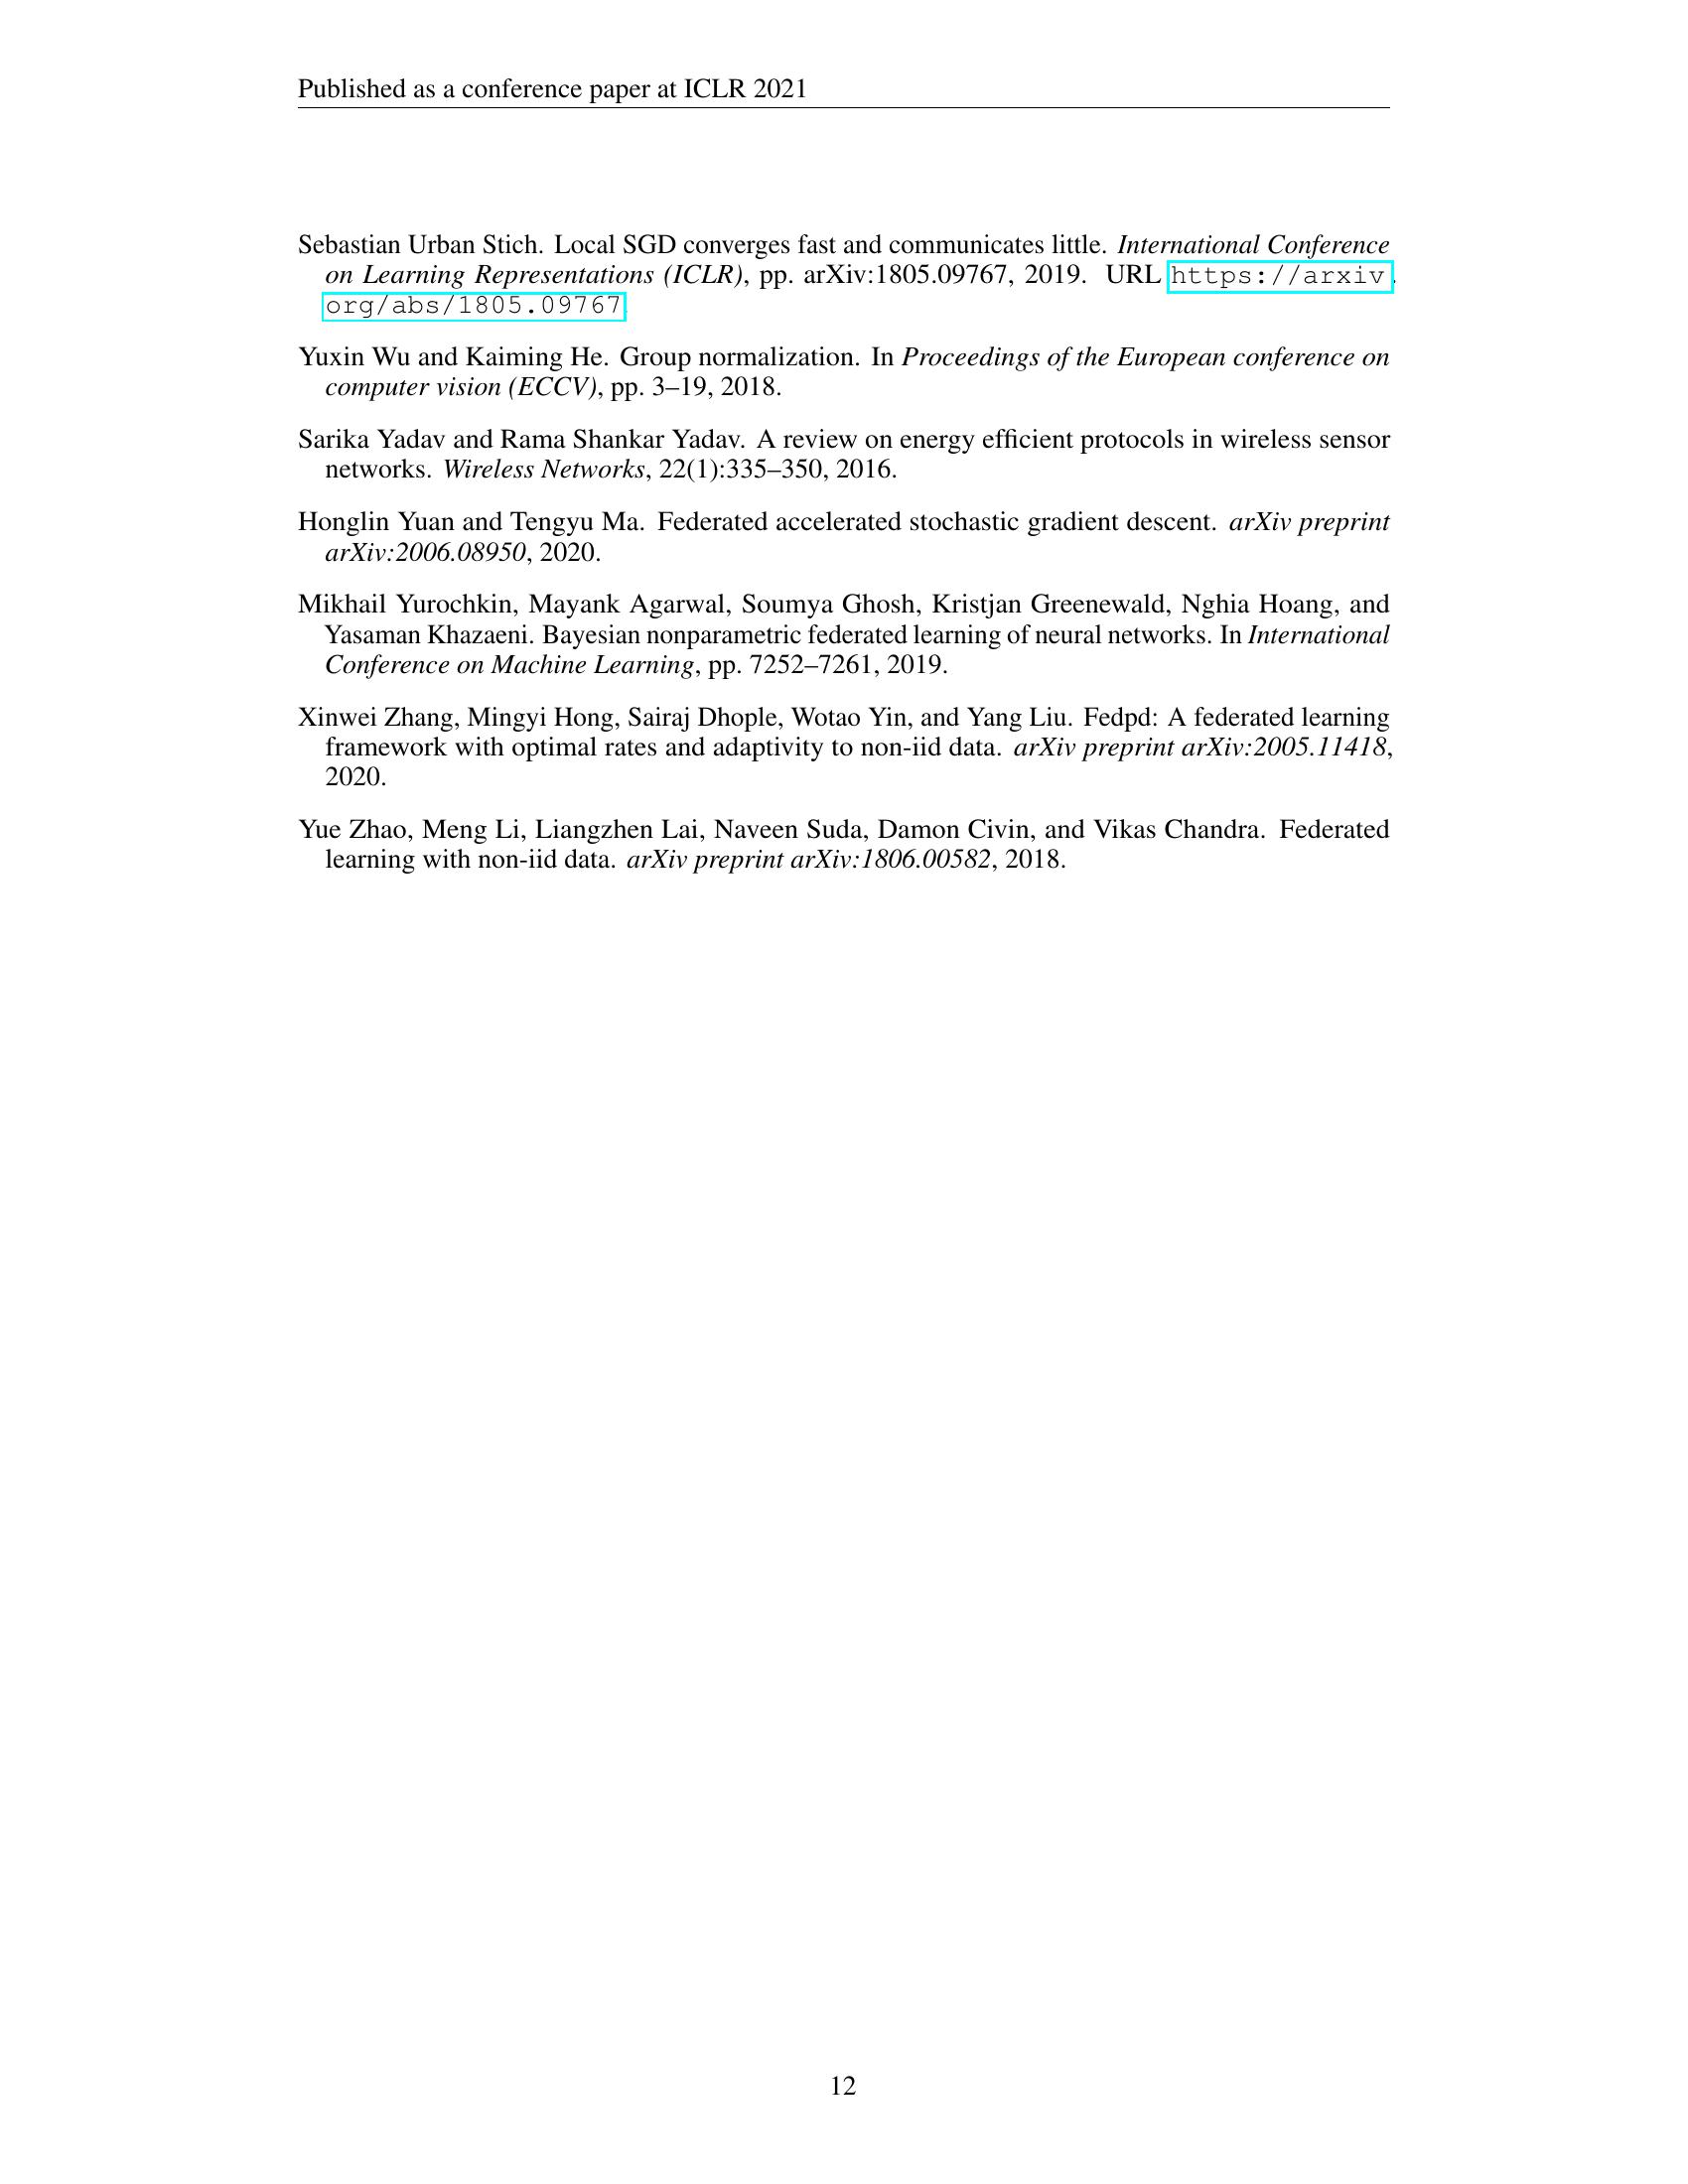 Published as a conference paper at ICLR 2021
Sebastian Urban Stich. Local SGD converges fast and communicates little. International Conference
on Learning Representations (ICLR), pp. arXiv:1805.09767, 2019. URL https://arxiv.
org/abs/1805.09767.
Yuxin Wu and Kaiming He. Group normalization. In Proceedings of the European conference on
computer vision (ECCV), pp. 3–19, 2018.
Sarika Yadav and Rama Shankar Yadav. A review on energy efficient protocols in wireless sensor
networks. Wireless Networks, 22(1):335–350, 2016.
Honglin Yuan and Tengyu Ma. Federated accelerated stochastic gradient descent. arXiv preprint
arXiv:2006.08950, 2020.
Mikhail Yurochkin, Mayank Agarwal, Soumya Ghosh, Kristjan Greenewald, Nghia Hoang, and
Yasaman Khazaeni. Bayesian nonparametric federated learning of neural networks. In International
Conference on Machine Learning, pp. 7252–7261, 2019.
Xinwei Zhang, Mingyi Hong, Sairaj Dhople, Wotao Yin, and Yang Liu. Fedpd: A federated learning
framework with optimal rates and adaptivity to non-iid data. arXiv preprint arXiv:2005.11418,
2020.
Yue Zhao, Meng Li, Liangzhen Lai, Naveen Suda, Damon Civin, and Vikas Chandra. Federated
learning with non-iid data. arXiv preprint arXiv:1806.00582, 2018.
12